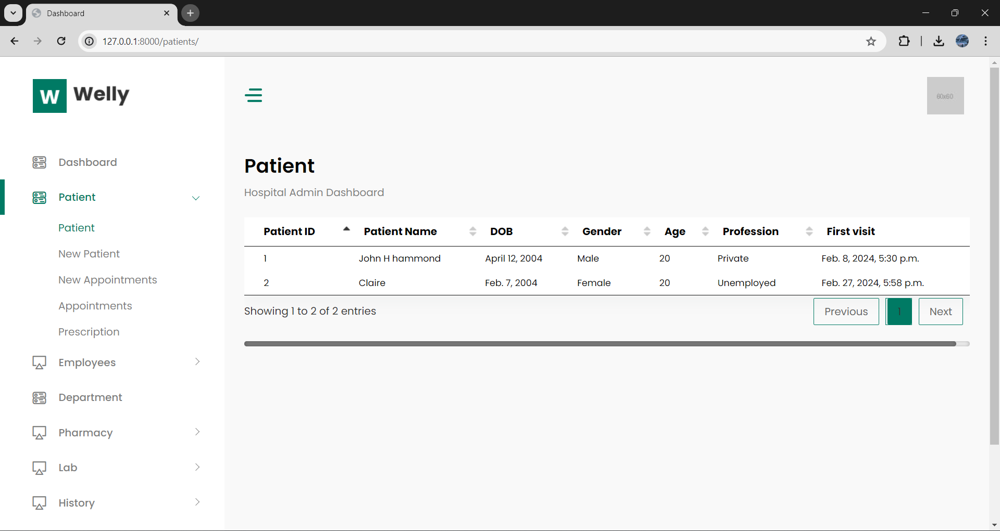 Dashboard
127.0.0.1:8000/patients/
W Welly
60x60
Dashboard
Patient
Patient
New Patient
New Appointments
Appointments
Prescription
Employees
Department
Pharmacy
Lab
History
Patient
Hospital Admin Dashboard
Patient ID Patient Name DOB Gender Age Profession First visit
1 John H hammond April 12, 2004 Male 20 Private Feb. 8, 2024, 5:30 p.m.
2 Claire Feb. 7, 2004 Female 20 Unemployed Feb. 27, 2024, 5:58 p.m.
Showing 1 to 2 of 2 entries
Previous 1 Next